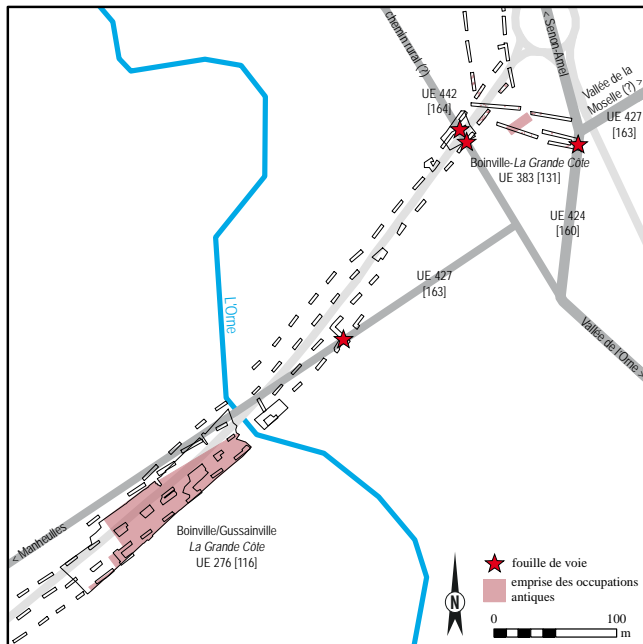 chemin rural (?)
< Senon-Amel
Vallée de la
Moselle (?) >
UE 442
[164]
UE 427
[163]
Boinville-La Grande Côte
UE 383 [131]
UE 424
[160]
UE 427
[163]
L'Orne
Vallée de l'Orne >
< Manheulles
Boinville/Gussainville
La Grande Côte
UE 276 [116]
N
fouille de voie
emprise des occupations
antiques
0 100
m